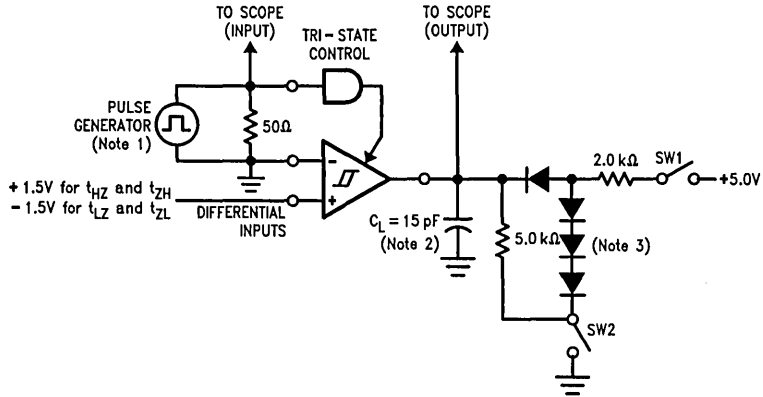 TO SCOPE
(INPUT)
TRI-STATE
CONTROL
TO SCOPE
(OUTPUT)
PULSE
GENERATOR
(Note 1)
50Ω
2.0 kΩ
SW1
+5.0V
+ 1.5V for tHZ and tZH
- 1.5V for tLZ and tZL
DIFFERENTIAL
INPUTS
-
+
CL = 15 pF
(Note 2)
5.0 kΩ
(Note 3)
SW2